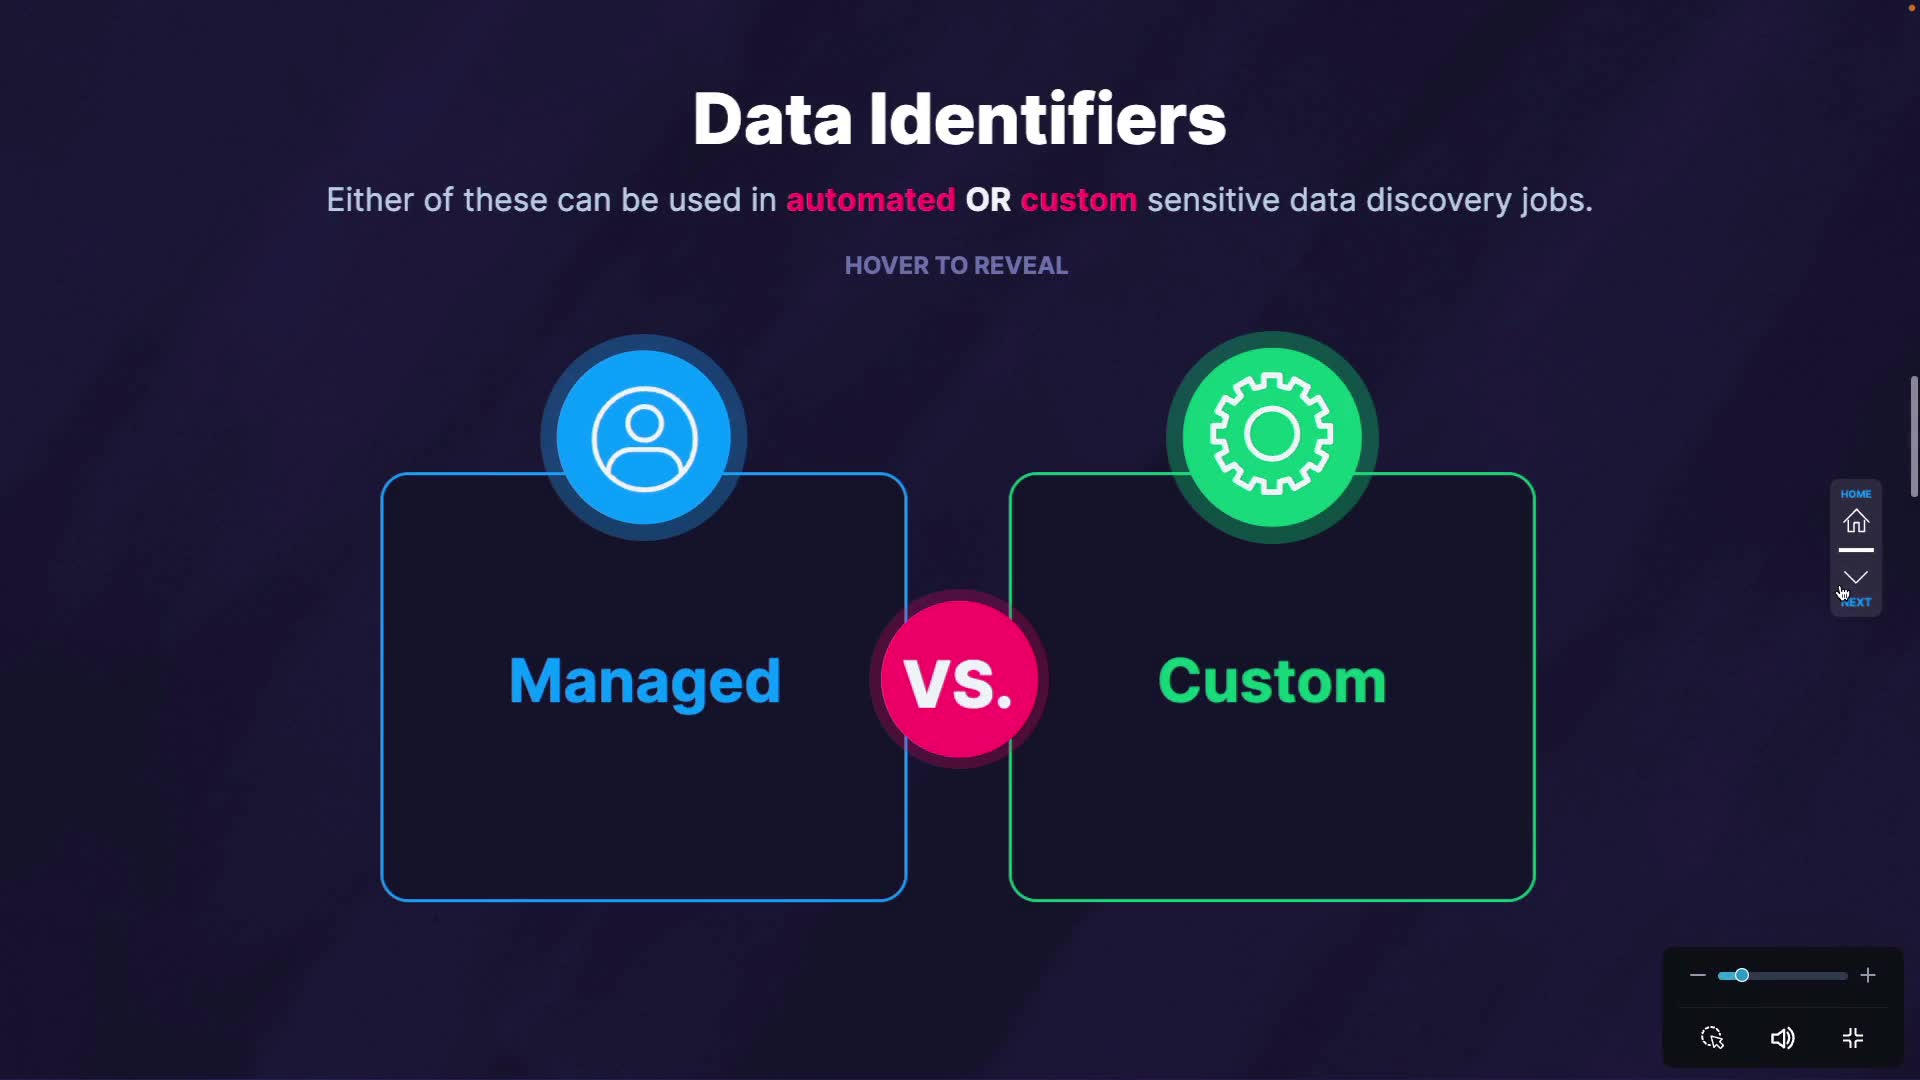 Data Identifiers
Either of these can be used in automated OR custom sensitive data discovery jobs.
HOVER TO REVEAL
HOME
NEXT
Managed
VS.
Custom